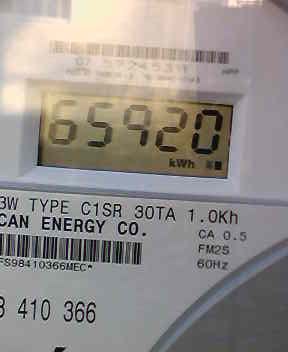 65920
kWh
3W TYPE C1SR 30TA 1.0Kh
CAN ENERGY CO.
CA 0.5
FM2S
60Hz
FS98410366MEC*
3 410 366